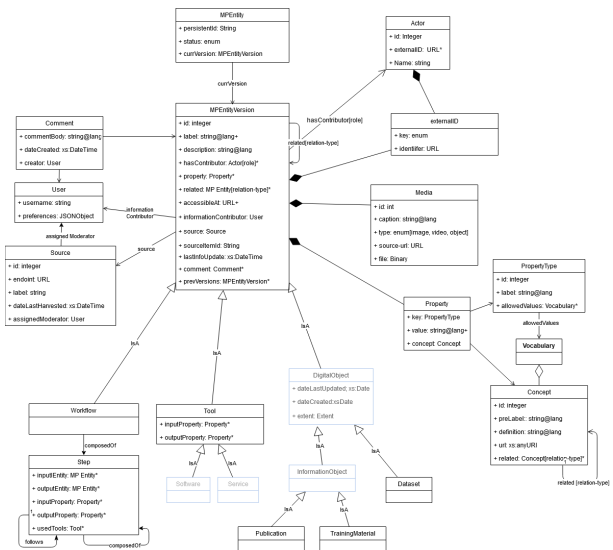 MPEntity
+ persistentId: String
+ status: enum
+ currVersion: MPEntityVersion
currVersion
Actor
+ id: Integer
+ externalID: URL*
+ Name: string
hasContributor[role]
externalID
+ key: enum
+ identiifer: URL
Comment
+ commentBody: string@lang
+ dateCreated: xs:DateTime
+ creator: User
MPEntityVersion
+ id: integer
+ label: string@lang+
+ description: string@lang
+ hasContributor: Actor[role]*
+ property: Property*
+ related: MP Entity[relation-type]*
+ accessibleAt: URL+
+ informationContributor: User
+ source: Source
+ sourceItemId: String
+ lastInfoUpdate: xs:DateTime
+ comment: Comment*
+ prevVersions: MPEntityVersion*
related[relation-type]
User
+ username: string
+ preferences: JSONObject
information
Contributor
assigned Moderator
source
Source
+ id: integer
+ endoint: URL
+ label: string
+ dateLastHarvested: xs:DateTime
+ assignedModerator: User
Media
+ id: int
+ caption: string@lang
+ type: enum[image, video, object]
+ source-url: URL
+ file: Binary
PropertyType
+ id: integer
+ label: string@lang
+ allowedValues: Vocabulary*
allowedValues
Property
+ key: PropertyType
+ value: string@lang+
+ concept: Concept
Vocabulary
Concept
+ id: integer
+ preLabel: string@lang
+ definition: string@lang
+ url: xs:anyURI
+ related: Concept[relation-type]*
related [relation-type]
IsA
IsA
IsA
DigitalObject
+ dateLastUpdated: xs:Date
+ dateCreated:xsDate
+ extent: Extent
Workflow
composedOf
Tool
+ inputProperty: Property*
+ outputProperty: Property*
IsA
IsA
IsA
IsA
Software
Service
InformationObject
Dataset
Step
+ inputIEntity: MP Entity*
+ outputEntity: MP Entity*
+ inputProperty: Property*
+ outputProperty: Property*
+ usedTools: Tool*
follows
composedOf
IsA
IsA
Publication
TrainingMaterial